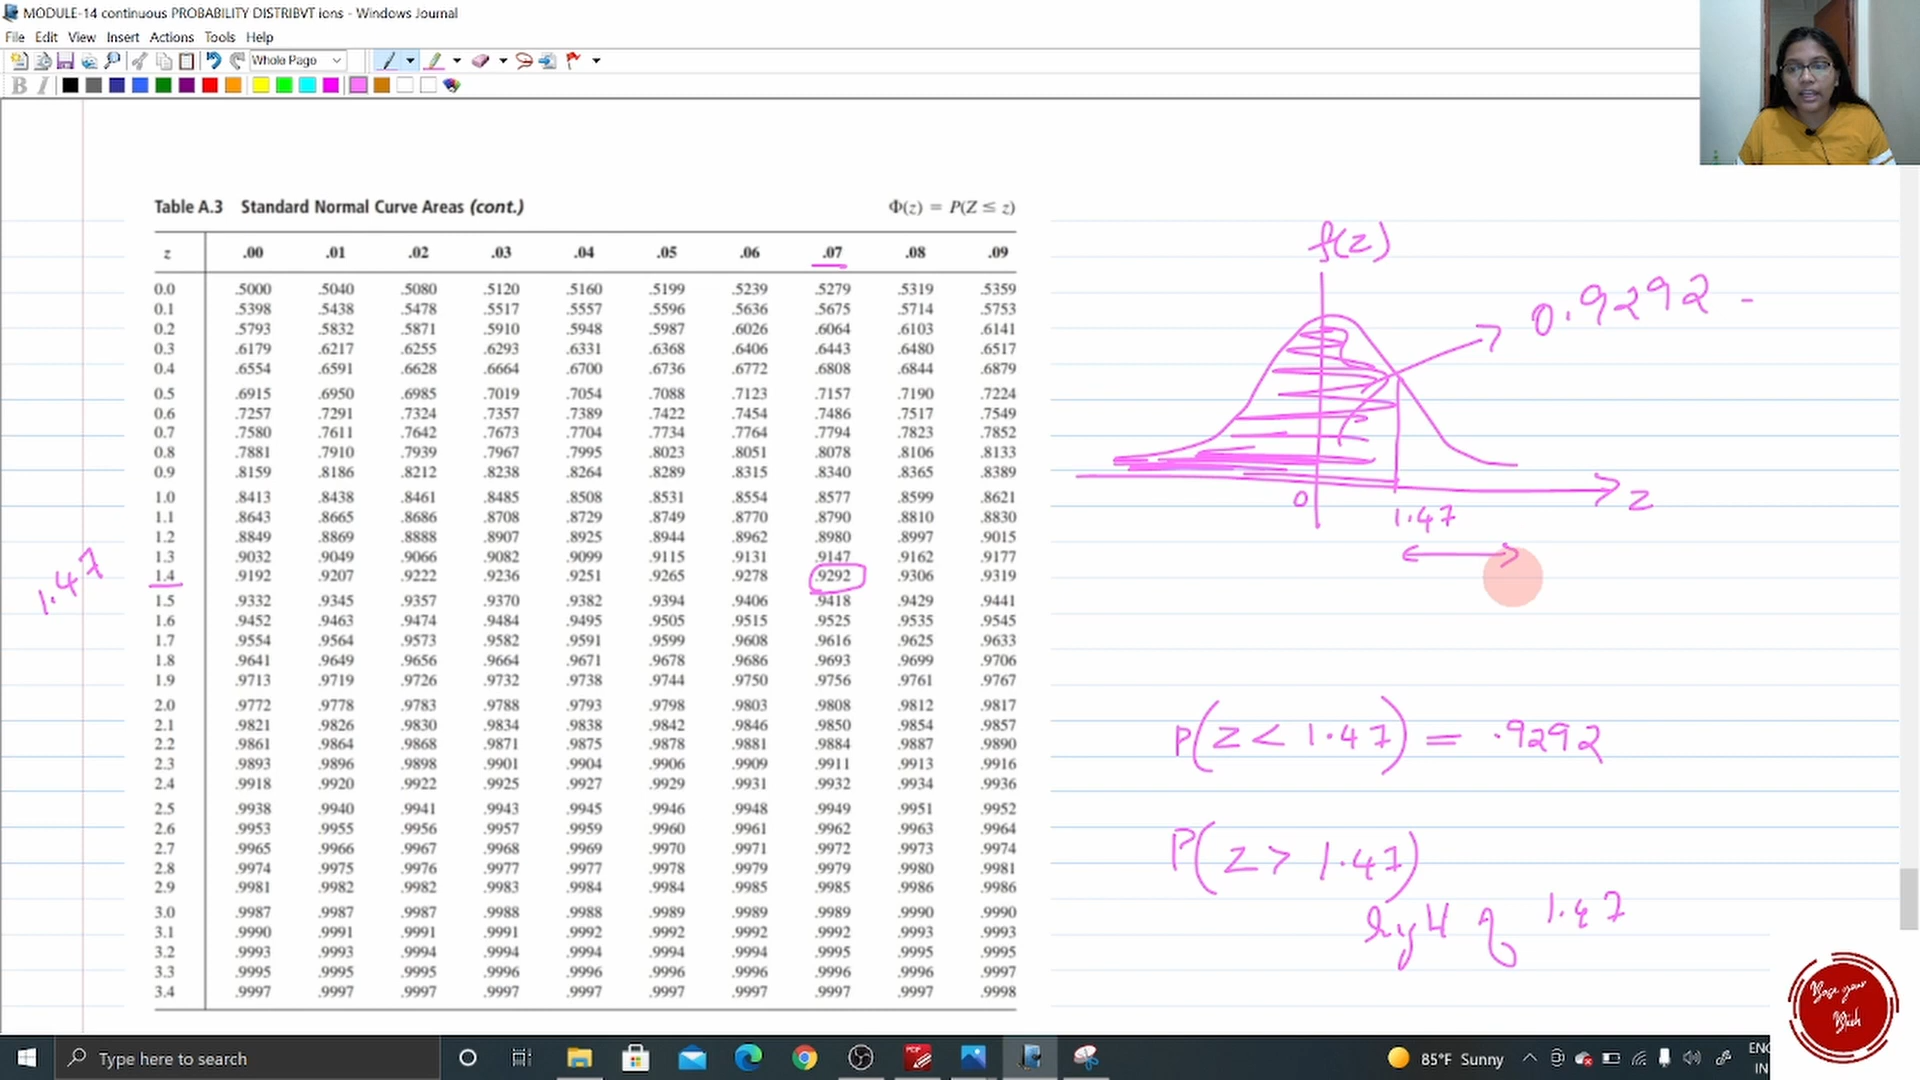 MODULE-14 continuous PROBABILITY DISTRIBVT ions - Windows Journal
File Edit View Insert Actions Tools Help
Whole Page
B I
Table A.3 Standard Normal Curve Areas (cont.) Φ(z) = P(Z ≤ z)
z .00 .01 .02 .03 .04 .05 .06 .07 .08 .09
0.0 .5000 .5040 .5080 .5120 .5160 .5199 .5239 .5279 .5319 .5359
0.1 .5398 .5438 .5478 .5517 .5557 .5596 .5636 .5675 .5714 .5753
0.2 .5793 .5832 .5871 .5910 .5948 .5987 .6026 .6064 .6103 .6141
0.3 .6179 .6217 .6255 .6293 .6331 .6368 .6406 .6443 .6480 .6517
0.4 .6554 .6591 .6628 .6664 .6700 .6736 .6772 .6808 .6844 .6879
0.5 .6915 .6950 .6985 .7019 .7054 .7088 .7123 .7157 .7190 .7224
0.6 .7257 .7291 .7324 .7357 .7389 .7422 .7454 .7486 .7517 .7549
0.7 .7580 .7611 .7642 .7673 .7704 .7734 .7764 .7794 .7823 .7852
0.8 .7881 .7910 .7939 .7967 .7995 .8023 .8051 .8078 .8106 .8133
0.9 .8159 .8186 .8212 .8238 .8264 .8289 .8315 .8340 .8365 .8389
1.0 .8413 .8438 .8461 .8485 .8508 .8531 .8554 .8577 .8599 .8621
1.1 .8643 .8665 .8686 .8708 .8729 .8749 .8770 .8790 .8810 .8830
1.2 .8849 .8869 .8888 .8907 .8925 .8944 .8962 .8980 .8997 .9015
1.3 .9032 .9049 .9066 .9082 .9099 .9115 .9131 .9147 .9162 .9177
1.4 .9192 .9207 .9222 .9236 .9251 .9265 .9278 .9292 .9306 .9319
1.5 .9332 .9345 .9357 .9370 .9382 .9394 .9406 .9418 .9429 .9441
1.6 .9452 .9463 .9474 .9484 .9495 .9505 .9515 .9525 .9535 .9545
1.7 .9554 .9564 .9573 .9582 .9591 .9599 .9608 .9616 .9625 .9633
1.8 .9641 .9649 .9656 .9664 .9671 .9678 .9686 .9693 .9699 .9706
1.9 .9713 .9719 .9726 .9732 .9738 .9744 .9750 .9756 .9761 .9767
2.0 .9772 .9778 .9783 .9788 .9793 .9798 .9803 .9808 .9812 .9817
2.1 .9821 .9826 .9830 .9834 .9838 .9842 .9846 .9850 .9854 .9857
2.2 .9861 .9864 .9868 .9871 .9875 .9878 .9881 .9884 .9887 .9890
2.3 .9893 .9896 .9898 .9901 .9904 .9906 .9909 .9911 .9913 .9916
2.4 .9918 .9920 .9922 .9925 .9927 .9929 .9931 .9932 .9934 .9936
2.5 .9938 .9940 .9941 .9943 .9945 .9946 .9948 .9949 .9951 .9952
2.6 .9953 .9955 .9956 .9957 .9959 .9960 .9961 .9962 .9963 .9964
2.7 .9965 .9966 .9967 .9968 .9969 .9970 .9971 .9972 .9973 .9974
2.8 .9974 .9975 .9976 .9977 .9977 .9978 .9979 .9979 .9980 .9981
2.9 .9981 .9982 .9982 .9983 .9984 .9984 .9985 .9985 .9986 .9986
3.0 .9987 .9987 .9987 .9988 .9988 .9989 .9989 .9989 .9990 .9990
3.1 .9990 .9991 .9991 .9991 .9992 .9992 .9992 .9992 .9993 .9993
3.2 .9993 .9993 .9994 .9994 .9994 .9994 .9994 .9995 .9995 .9995
3.3 .9995 .9995 .9995 .9996 .9996 .9996 .9996 .9996 .9996 .9997
3.4 .9997 .9997 .9997 .9997 .9997 .9997 .9997 .9997 .9997 .9998
1.47
f(z)
0.9292 -
0 1.47 z
P(Z < 1.47) = .9292
P(Z > 1.47)
1.47
Base your
Type here to search
85°F Sunny
ENG
IN